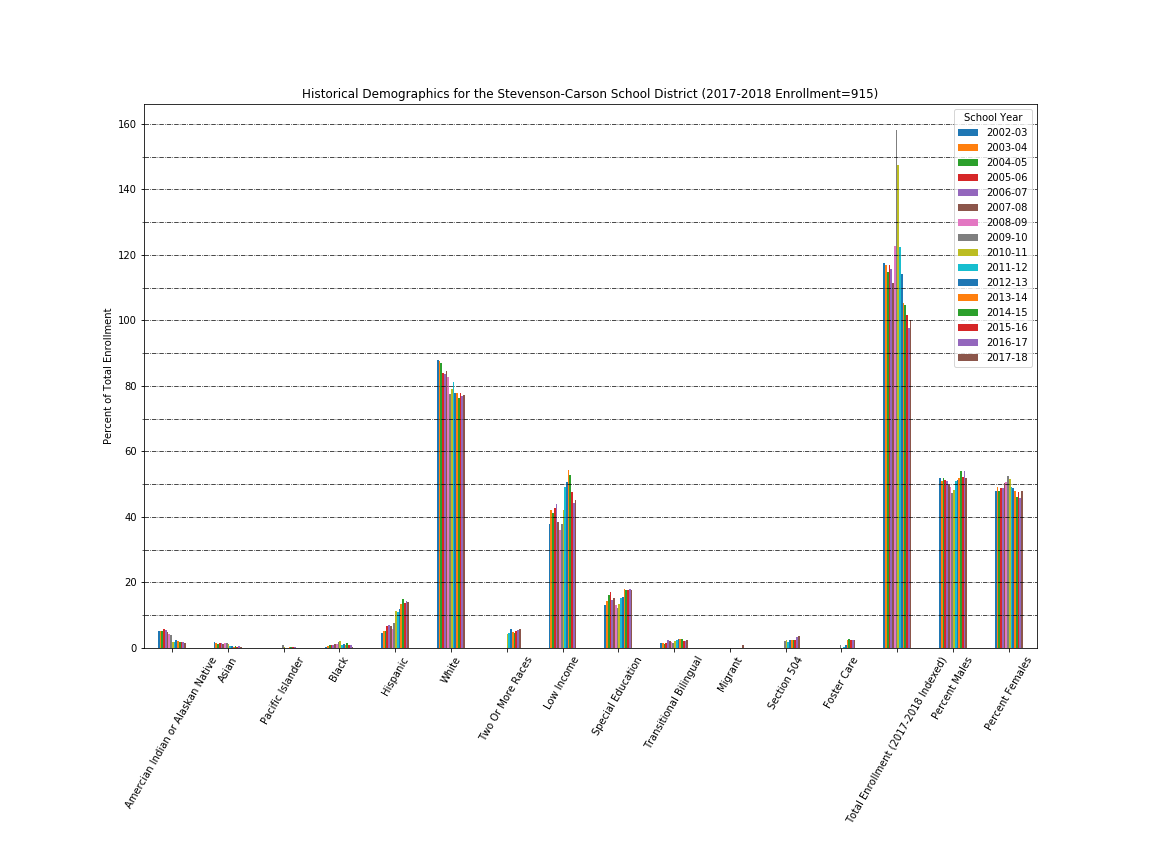 Historical Demographics for the Stevenson-Carson School District (2017-2018 Enrollment=915)
Percent of Total Enrollment
160
140
120
100
80
60
40
20
0
School Year
2002-03
2003-04
2004-05
2005-06
2006-07
2007-08
2008-09
2009-10
2010-11
2011-12
2012-13
2013-14
2014-15
2015-16
2016-17
2017-18
Amercian Indian or Alaskan Native
Asian
Pacific Islander
Black
Hispanic
White
Two Or More Races
Low Income
Special Education
Transitional Bilingual
Migrant
Section 504
Foster Care
Total Enrollment (2017-2018 Indexed)
Percent Males
Percent Females